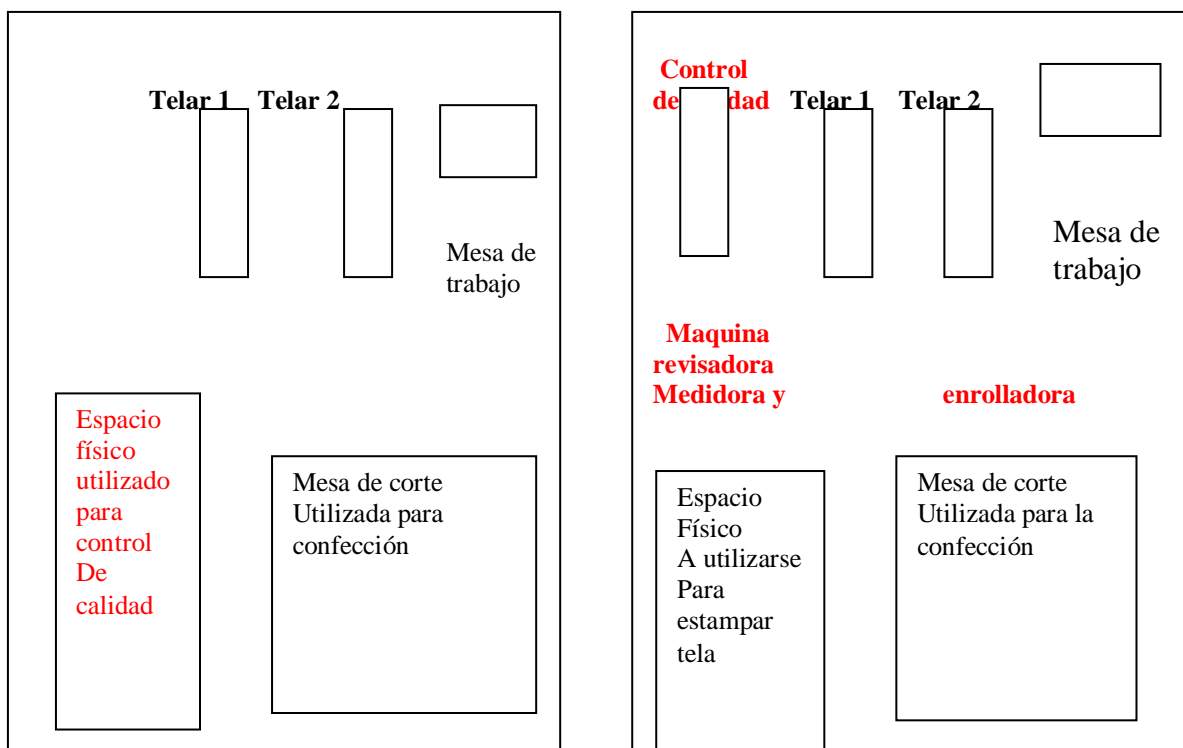 Telar 1 Telar 2
Mesa de
trabajo
Espacio
físico
utilizado
para
control
De
calidad
Mesa de corte
Utilizada para
confección
Control
de dad
Telar 1 Telar 2
Mesa de
trabajo
Maquina
revisadora
Medidora y enrolladora
Espacio
Físico
A utilizarse
Para
estampar
tela
Mesa de corte
Utilizada para la
confección